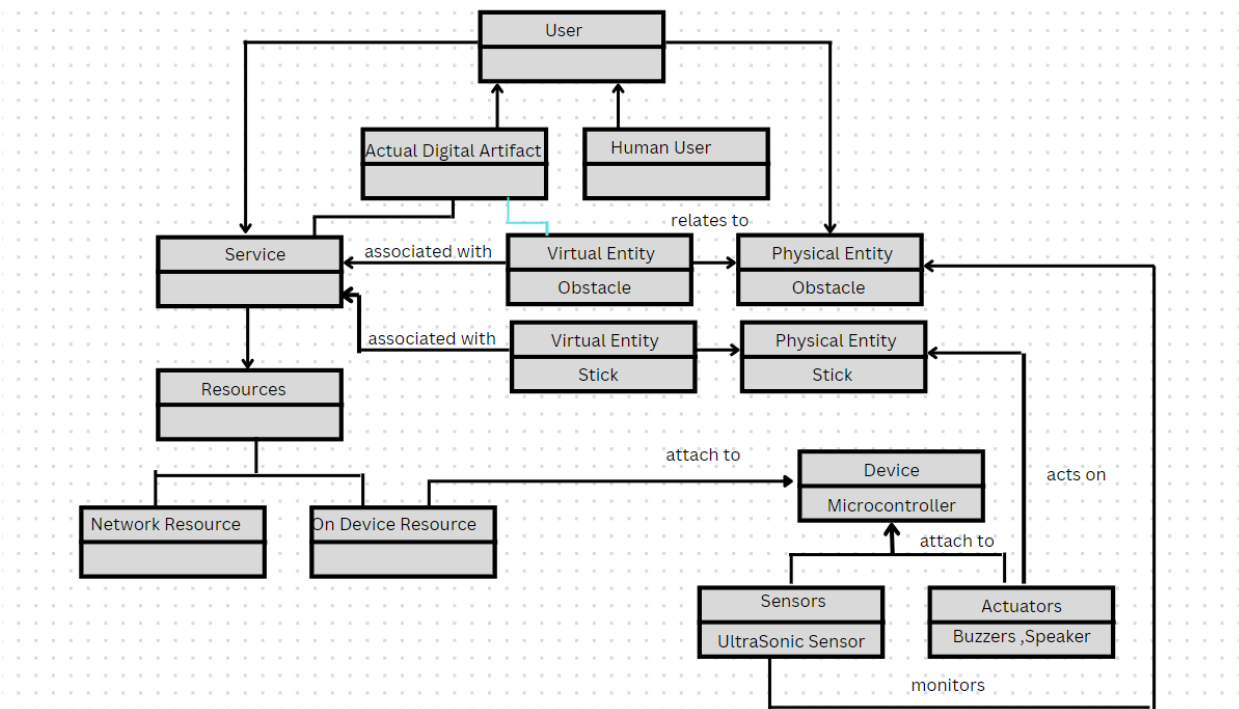 User
Actual Digital Artifact
Human User
relates to
Service
associated with
Virtual Entity
Obstacle
Physical Entity
Obstacle
associated with
Virtual Entity
Stick
Physical Entity
Stick
Resources
attach to
Device
Microcontroller
acts on
Network Resource
On Device Resource
attach to
Sensors
UltraSonic Sensor
Actuators
Buzzers ,Speaker
monitors